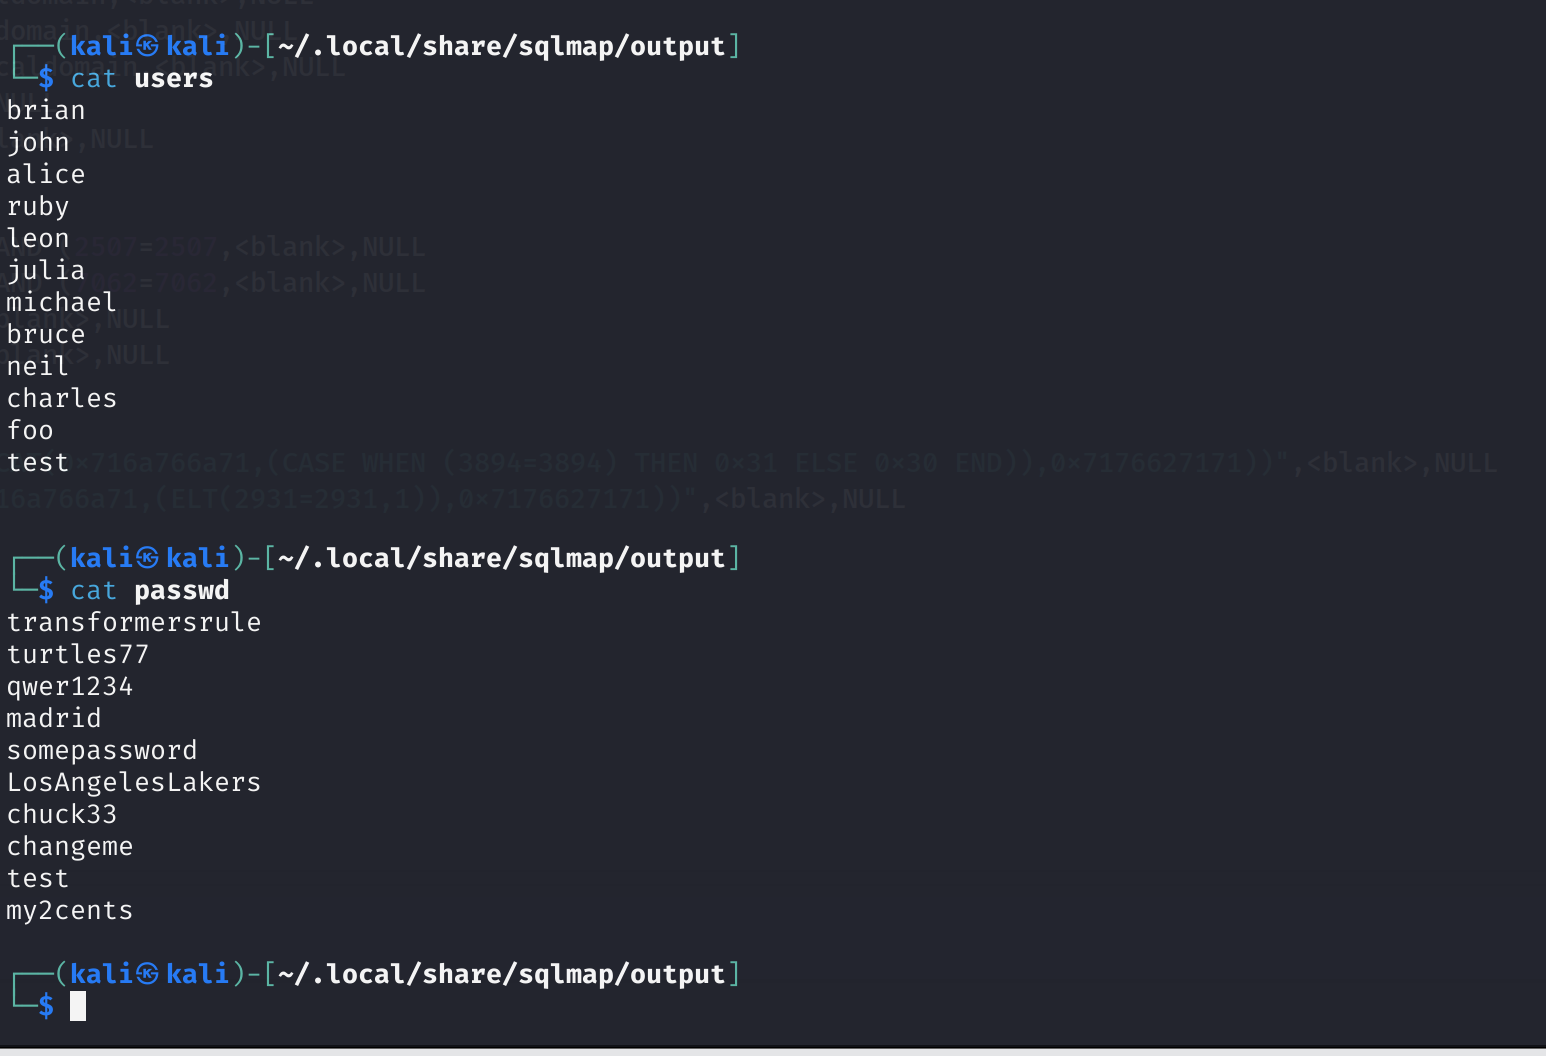 ┌──(kali㉿kali)-[~/.local/share/sqlmap/output]
└─$ cat users
brian
john
alice
ruby
leon
julia
michael
bruce
neil
charles
foo
test
┌──(kali㉿kali)-[~/.local/share/sqlmap/output]
└─$ cat passwd
transformersrule
turtles77
qwer1234
madrid
somepassword
LosAngelesLakers
chuck33
changeme
test
my2cents
┌──(kali㉿kali)-[~/.local/share/sqlmap/output]
└─$